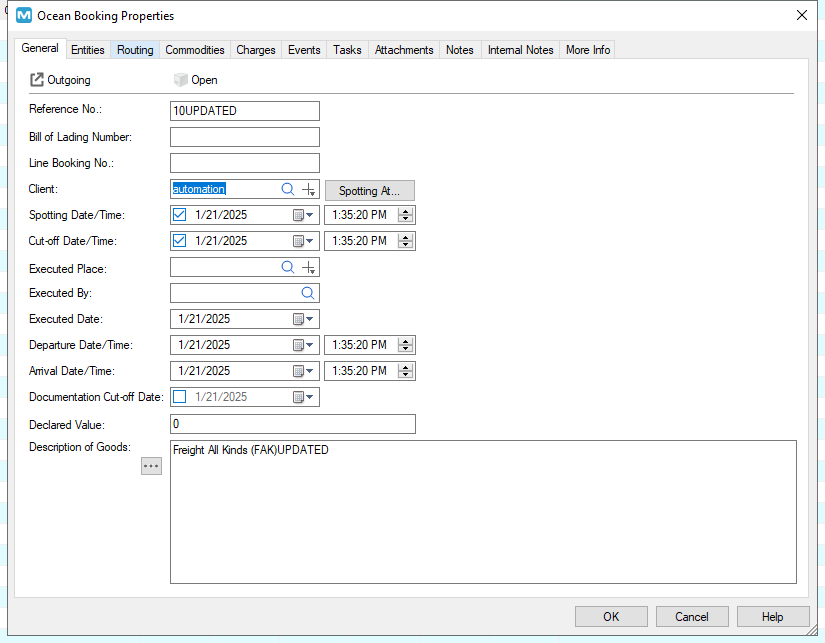 Ocean Booking Properties
General Entities Routing Commodities Charges Events Tasks Attachments Notes Internal Notes More Info
Outgoing Open
Reference No.: 10UPDATED
Bill of Lading Number:
Line Booking No.:
Client: automation Spotting At...
Spotting Date/Time: 1/21/2025 1:35:20 PM
Cut-off Date/Time: 1/21/2025 1:35:20 PM
Executed Place:
Executed By:
Executed Date: 1/21/2025
Departure Date/Time: 1/21/2025 1:35:20 PM
Arrival Date/Time: 1/21/2025 1:35:20 PM
Documentation Cut-off Date: 1/21/2025
Declared Value: 0
Description of Goods: Freight All Kinds (FAK)UPDATED
...
OK Cancel Help